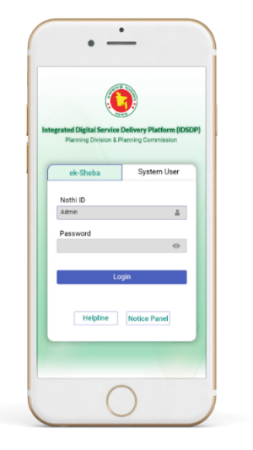 Integrated Digital Service Delivery Platform (IDSDP)
Planning Division & Planning Commission
ek-Sheba
System User
Nothi ID
Admin
Password
Login
Helpline
Notice Panel